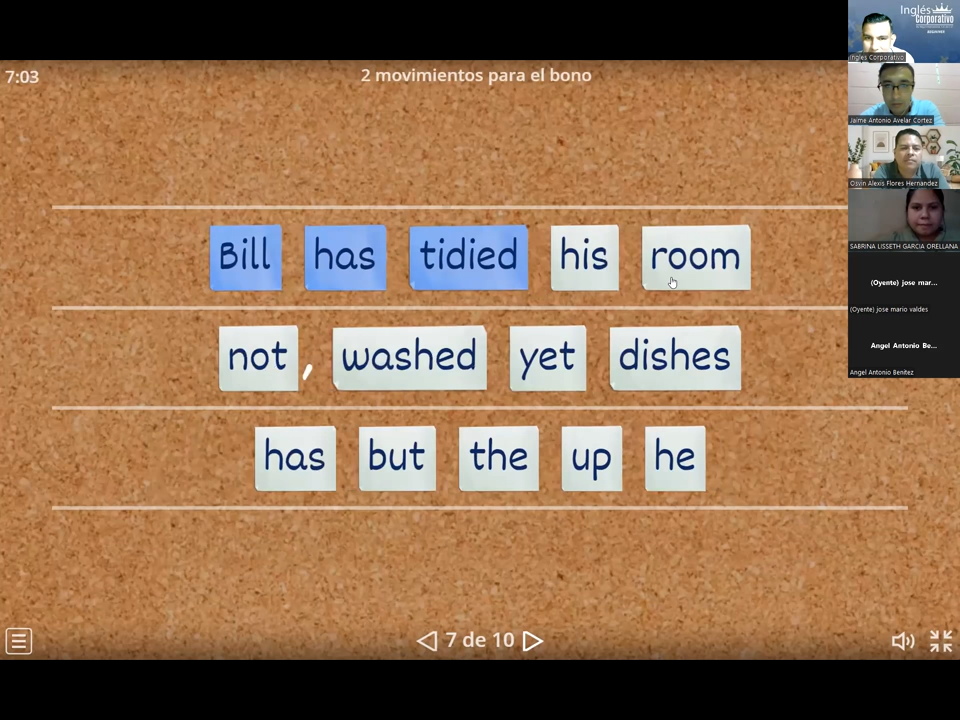 7:03
2 movimientos para el bono
Bill has tidied his room
not , washed yet dishes
has but the up he
7 de 10
Inglés
Corporativo
Ingles Corporativo
Jaime Antonio Avelar Cortez
Osvin Alexis Flores Hernandez
SABRINA LISSETH GARCIA ORELLANA
(Oyente) jose mar...
(Oyente) jose mario valdes
Angel Antonio Be...
Angel Antonio Benitez